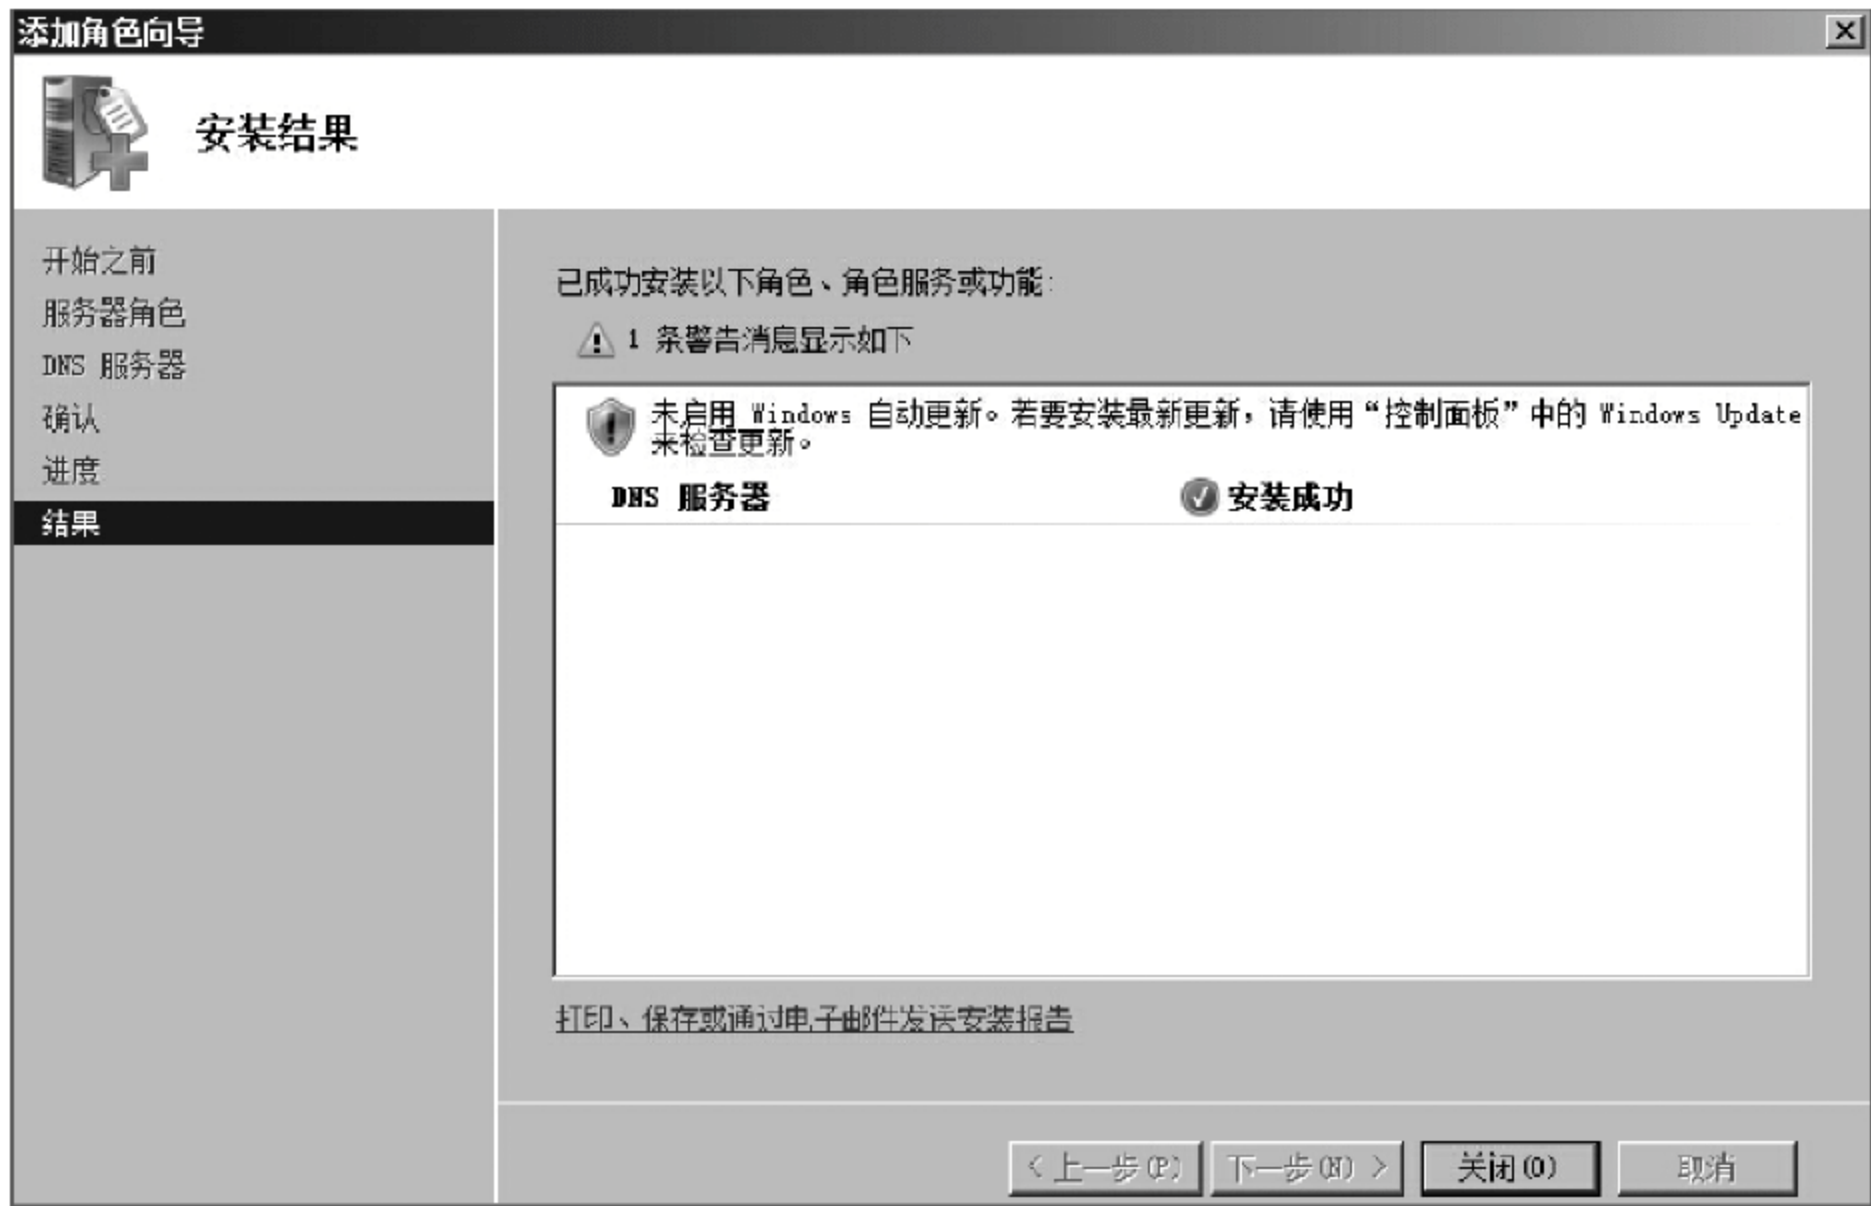 添加角色向导
安装结果
开始之前
服务器角色
DNS 服务器
确认
进度
结果
已成功安装以下角色、角色服务或功能:
1 条警告消息显示如下
未启用 Windows 自动更新。若要安装最新更新，请使用“控制面板”中的 Windows Update
来检查更新。
DNS 服务器 安装成功
打印、保存或通过电子邮件发送安装报告
< 上一步(P) 下一步(N) > 关闭(O) 取消